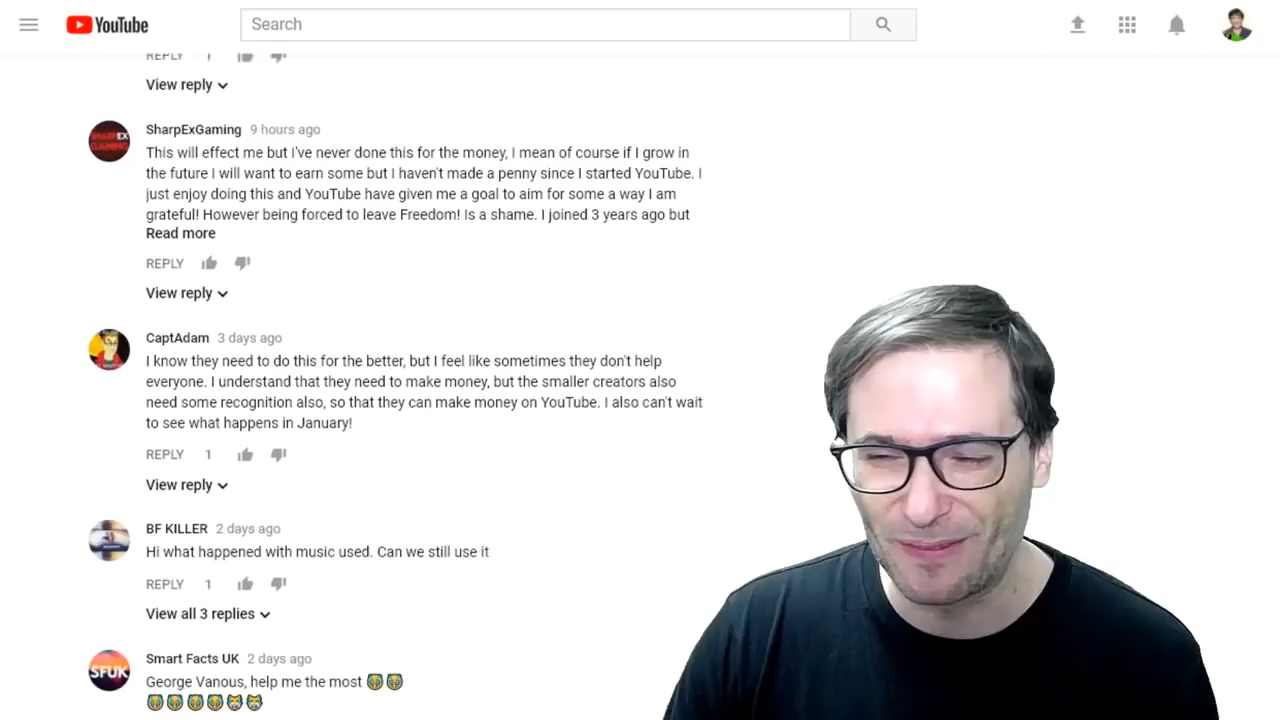 YouTube
Search
REPLY 1
View reply
SharpExGaming 9 hours ago
This will effect me but I've never done this for the money, I mean of course if I grow in
the future I will want to earn some but I haven't made a penny since I started YouTube. I
just enjoy doing this and YouTube have given me a goal to aim for some a way I am
grateful! However being forced to leave Freedom! Is a shame. I joined 3 years ago but
Read more
REPLY
View reply
CaptAdam 3 days ago
I know they need to do this for the better, but I feel like sometimes they don't help
everyone. I understand that they need to make money, but the smaller creators also
need some recognition also, so that they can make money on YouTube. I also can't wait
to see what happens in January!
REPLY 1
View reply
BF KILLER 2 days ago
Hi what happened with music used. Can we still use it
REPLY 1
View all 3 replies
SFUK
Smart Facts UK 2 days ago
George Vanous, help me the most